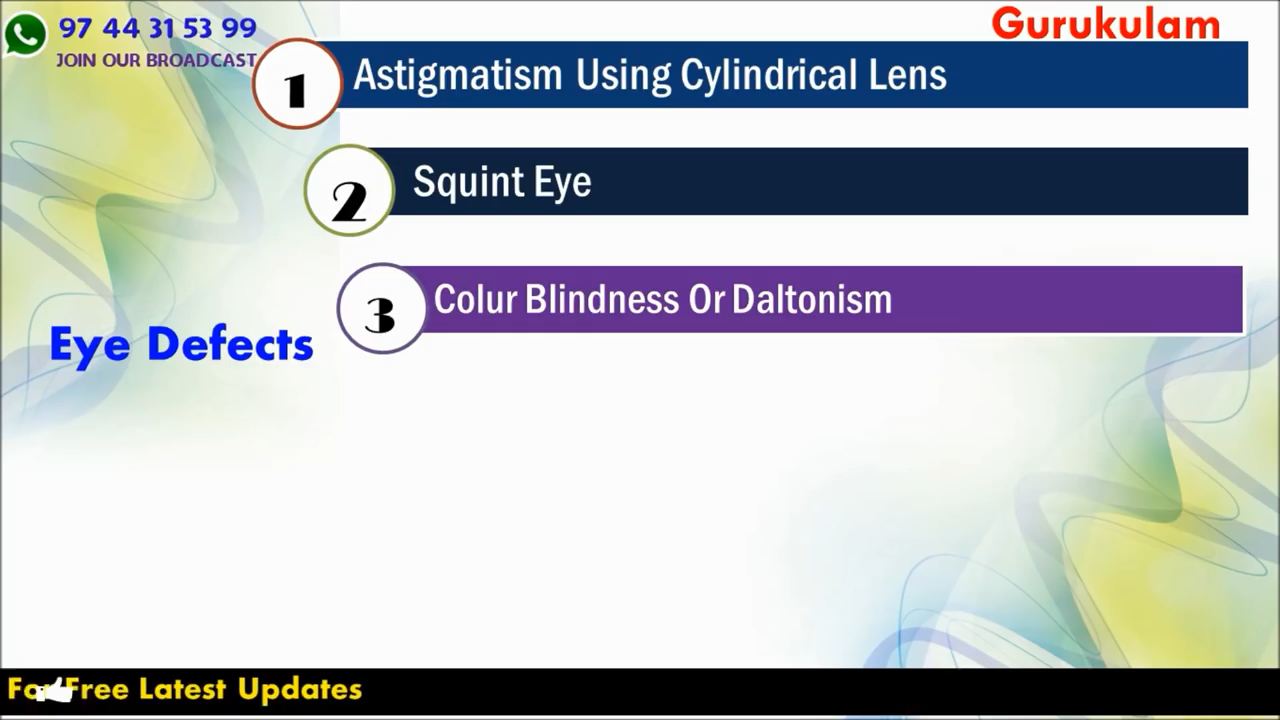 97 44 31 53 99
JOIN OUR BROADCAST
Gurukulam
1 Astigmatism Using Cylindrical Lens
2 Squint Eye
3 Colur Blindness Or Daltonism
Eye Defects
For Free Latest Updates